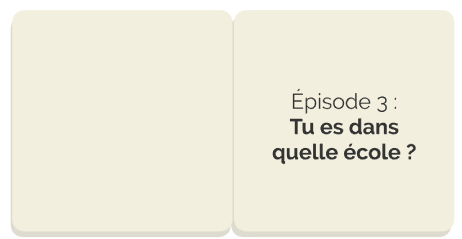 Épisode 3 :
Tu es dans
quelle école ?